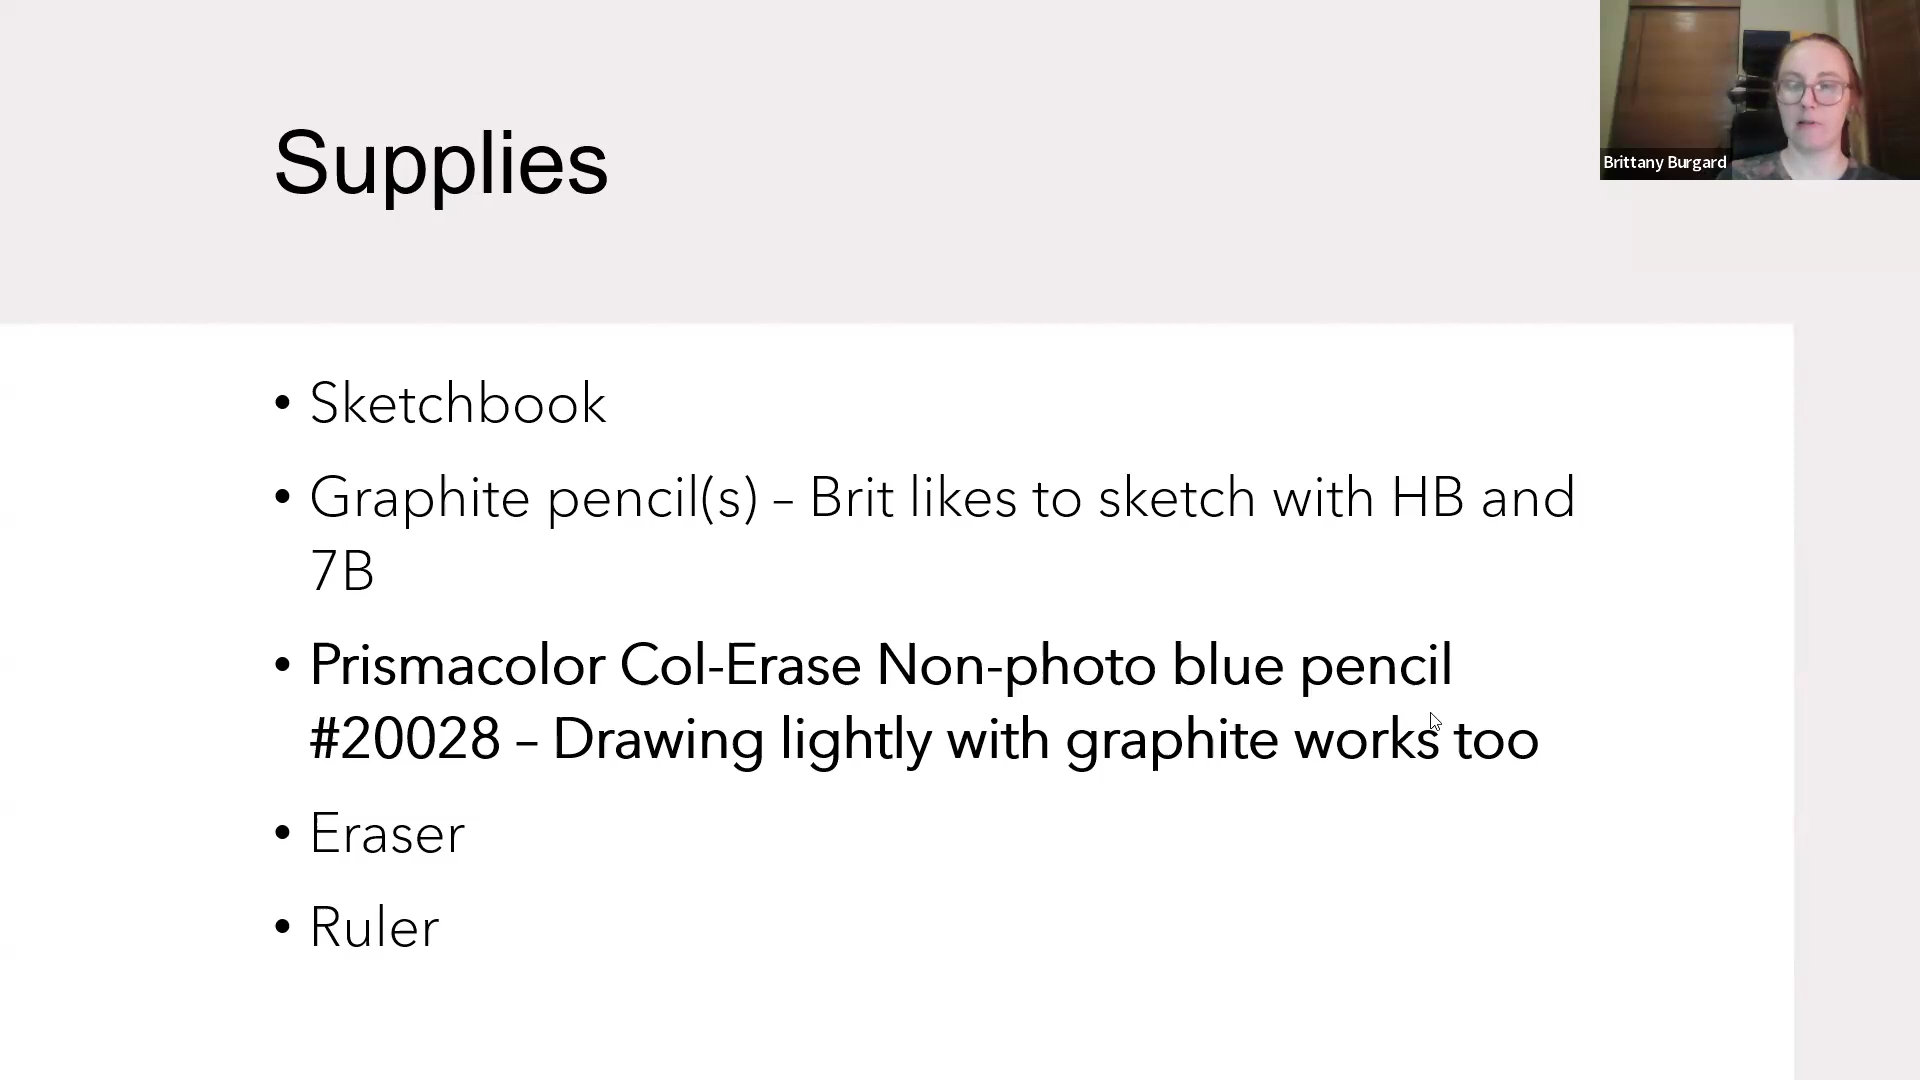 Supplies
Brittany Burgard
• Sketchbook
• Graphite pencil(s) – Brit likes to sketch with HB and
7B
• Prismacolor Col-Erase Non-photo blue pencil
#20028 – Drawing lightly with graphite works too
• Eraser
• Ruler